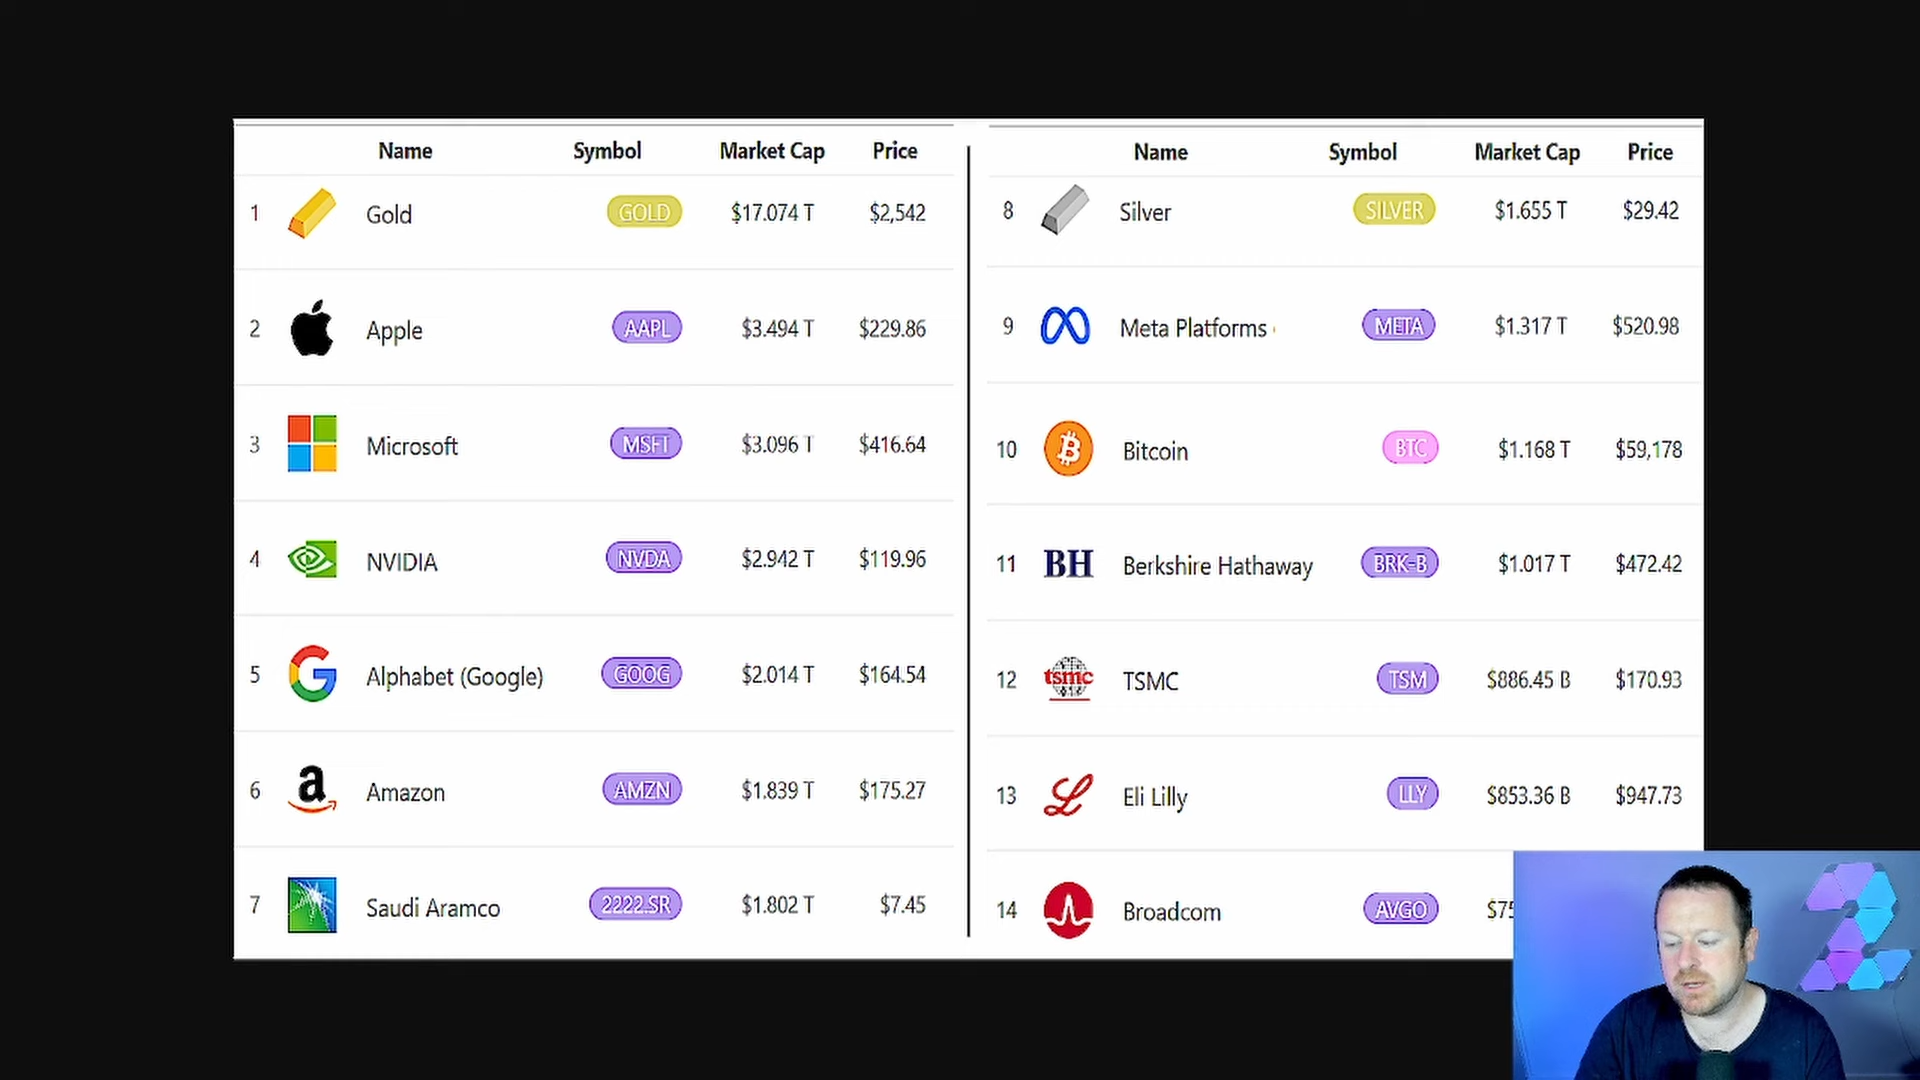 Name Symbol Market Cap Price
1 Gold GOLD $17.074 T $2,542
2 Apple AAPL $3.494 T $229.86
3 Microsoft MSFT $3.096 T $416.64
4 NVIDIA NVDA $2.942 T $119.96
5 Alphabet (Google) GOOG $2.014 T $164.54
6 Amazon AMZN $1.839 T $175.27
7 Saudi Aramco 2222.SR $1.802 T $7.45
Name Symbol Market Cap Price
8 Silver SILVER $1.655 T $29.42
9 Meta Platforms META $1.317 T $520.98
10 Bitcoin BTC $1.168 T $59,178
11 BH Berkshire Hathaway BRK-B $1.017 T $472.42
12 tsmc TSMC TSM $886.45 B $170.93
13 Eli Lilly LLY $853.36 B $947.73
14 Broadcom AVGO